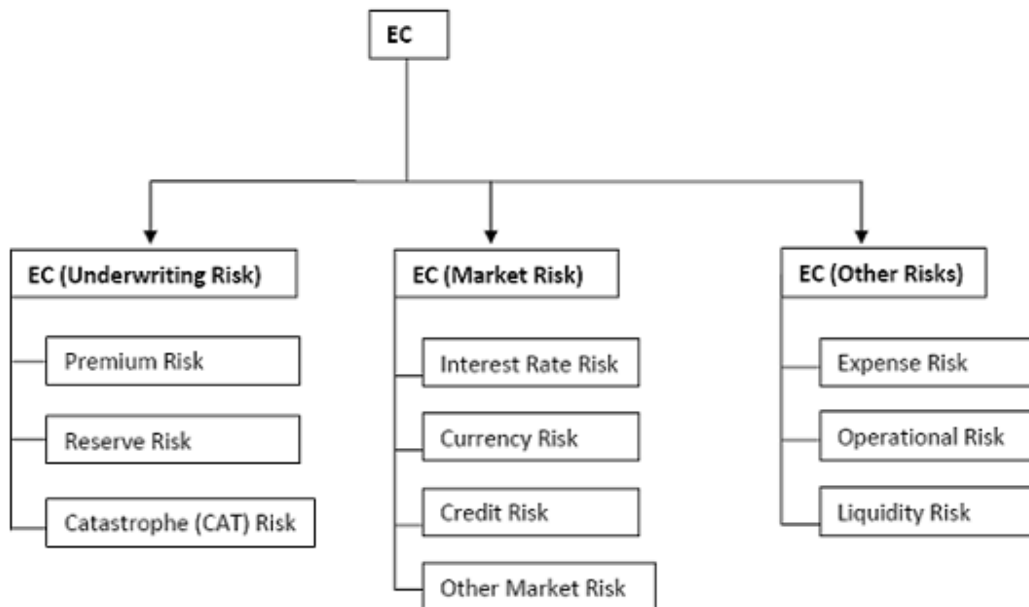 EC
EC (Underwriting Risk)
Premium Risk
Reserve Risk
Catastrophe (CAT) Risk
EC (Market Risk)
Interest Rate Risk
Currency Risk
Credit Risk
Other Market Risk
EC (Other Risks)
Expense Risk
Operational Risk
Liquidity Risk